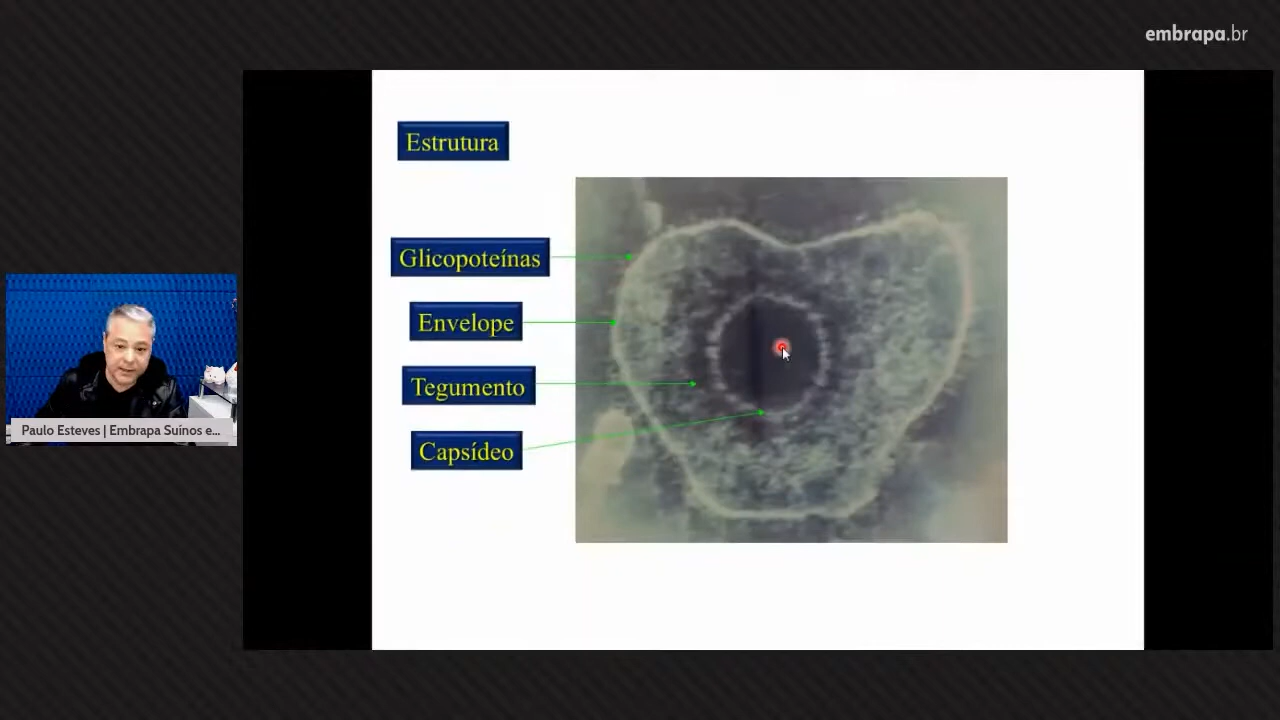 embrapa.br
Estrutura
Glicopoteínas
Envelope
Tegumento
Capsídeo
Paulo Esteves | Embrapa Suínos e...